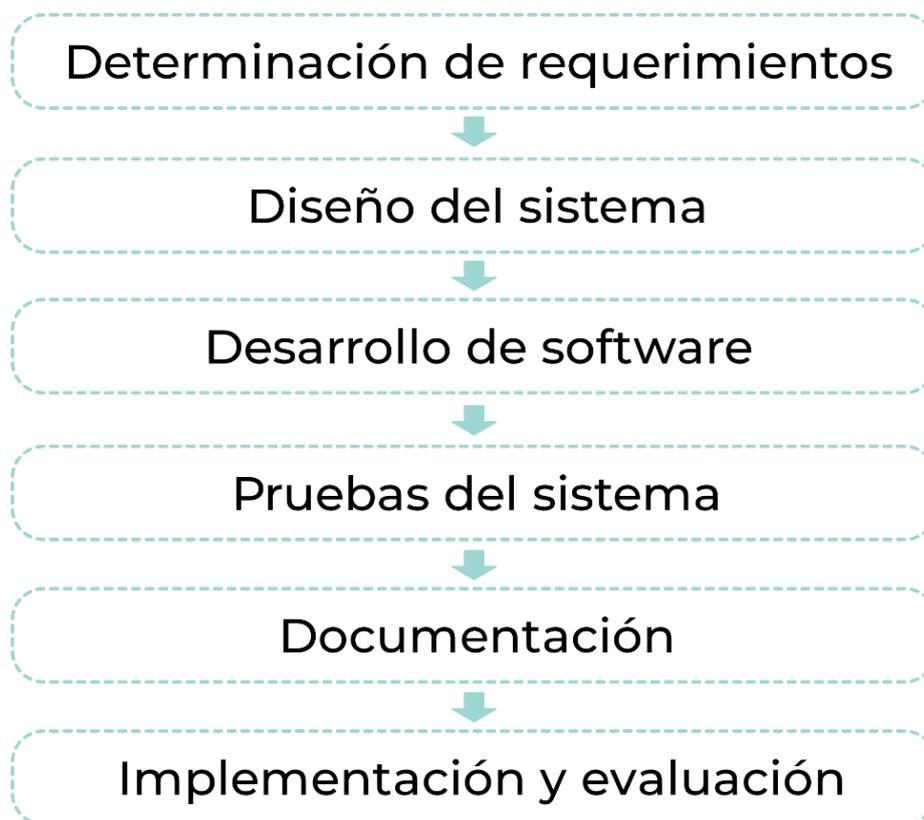 Determinación de requerimientos
Diseño del sistema
Desarrollo de software
Pruebas del sistema
Documentación
Implementación y evaluación